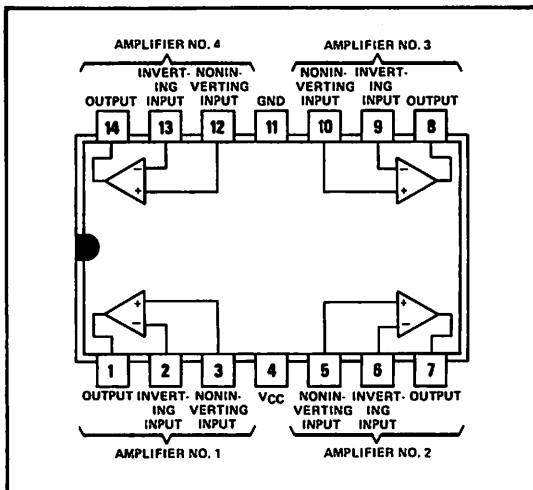 AMPLIFIER NO. 4 AMPLIFIER NO. 3
INVERT- NONIN- NONIN- INVERT-
ING VERTING VERTING ING
OUTPUT INPUT INPUT GND INPUT INPUT OUTPUT
14 13 12 11 10 9 8
- - 
+ +
+ +
- -
1 2 3 4 5 6 7
OUTPUT INVERT- NONIN- VCC NONIN- INVERT- OUTPUT
ING VERTING VERTING ING
INPUT INPUT INPUT INPUT
AMPLIFIER NO. 1 AMPLIFIER NO. 2